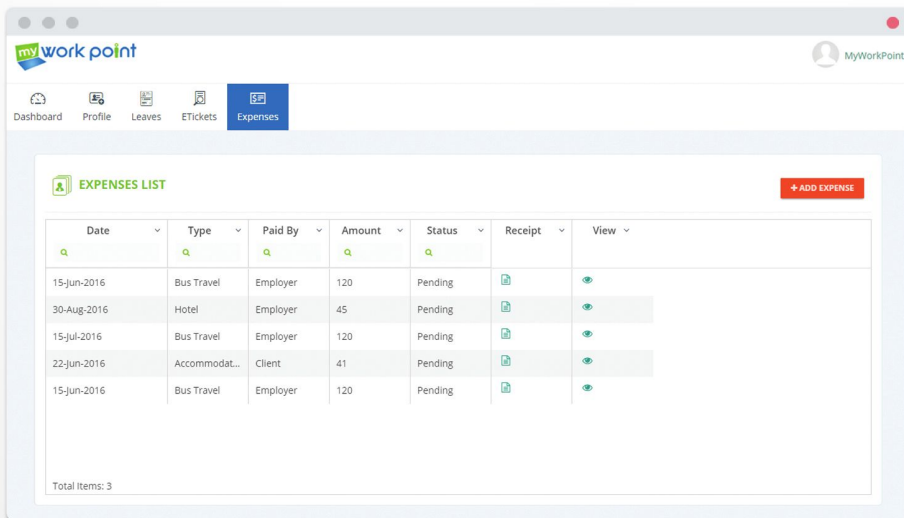 my work point
MyWorkPoint
Dashboard Profile Leaves ETickets Expenses
EXPENSES LIST
+ ADD EXPENSE
Date Type Paid By Amount Status Receipt View
15-Jun-2016 Bus Travel Employer 120 Pending
30-Aug-2016 Hotel Employer 45 Pending
15-Jul-2016 Bus Travel Employer 120 Pending
22-Jun-2016 Accommodat... Client 41 Pending
15-Jun-2016 Bus Travel Employer 120 Pending
Total Items: 3